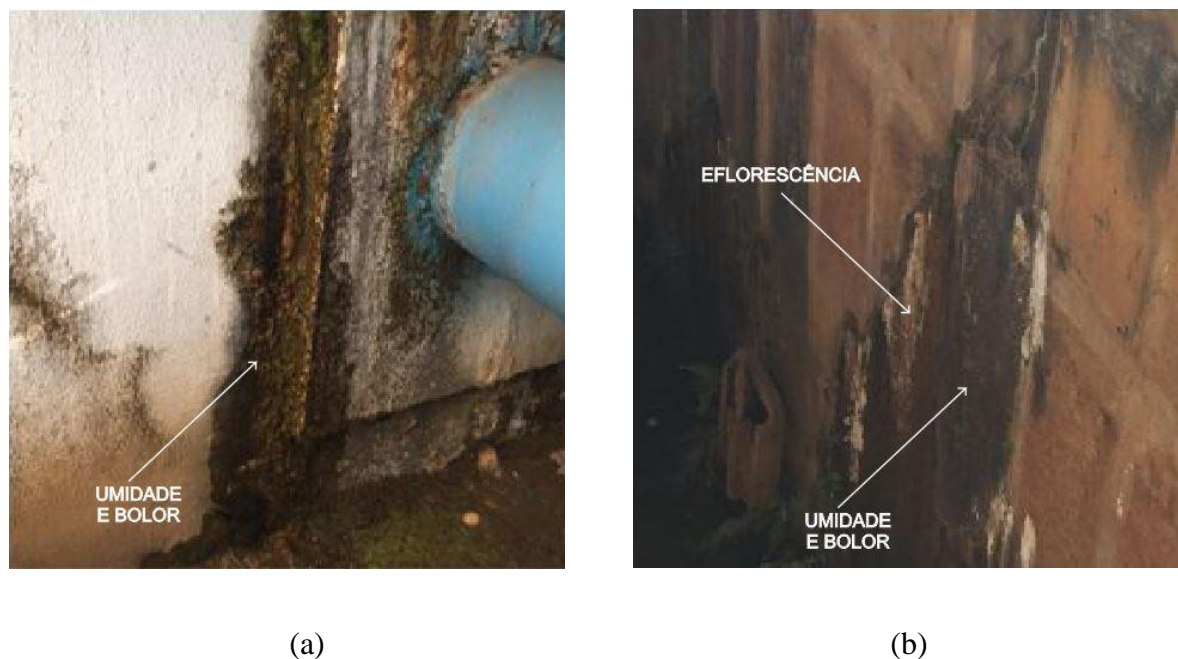 EFLORESCÊNCIA
UMIDADE
E BOLOR
UMIDADE
E BOLOR
(a)
(b)